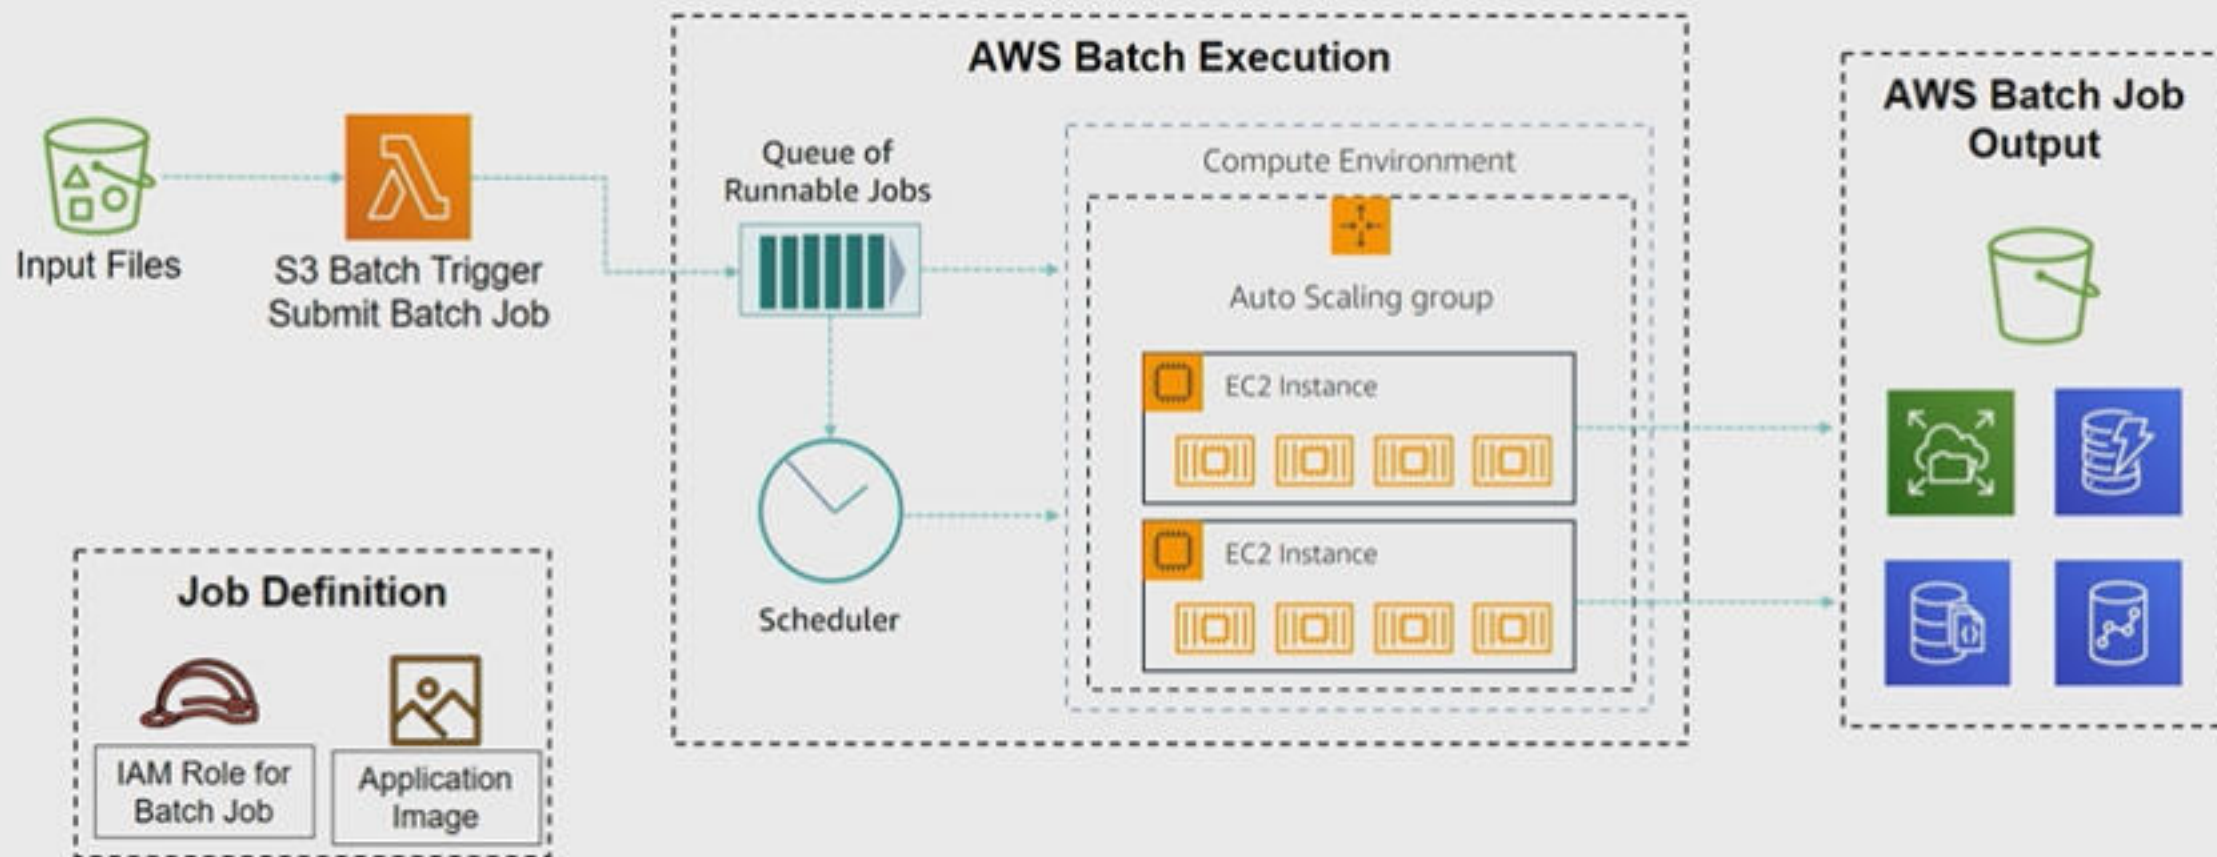 AWS Batch Execution
AWS Batch Job
Output
Queue of
Runnable Jobs
Compute Environment
Input Files
S3 Batch Trigger
Submit Batch Job
Auto Scaling group
EC2 Instance
EC2 Instance
Scheduler
Job Definition
IAM Role for
Batch Job
Application
Image